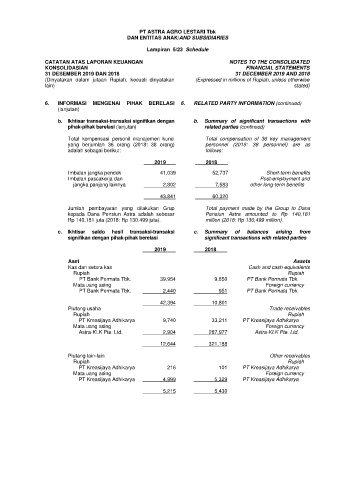 PT ASTRA AGRO LESTARI Tbk
DAN ENTITAS ANAK/AND SUBSIDIARIES
Lampiran 5/23 Schedule
CATATAN ATAS LAPORAN KEUANGAN
KONSOLIDASIAN
31 DESEMBER 2019 DAN 2018
(Dinyatakan dalam jutaan Rupiah, kecuali dinyatakan
lain)
NOTES TO THE CONSOLIDATED
FINANCIAL STATEMENTS
31 DECEMBER 2019 AND 2018
(Expressed in millions of Rupiah, unless otherwise
stated)
6. INFORMASI MENGENAI PIHAK BERELASI
(lanjutan)
6. RELATED PARTY INFORMATION (continued)
b. Ikhtisar transaksi-transaksi signifikan dengan
pihak-pihak berelasi (lanjutan)
b. Summary of significant transactions with
related parties (continued)
Total kompensasi personil manajemen kunci
yang berjumlah 36 orang (2018: 38 orang)
adalah sebagai berikut:
Total compensation of 36 key management
personnel (2018: 38 personnel) are as
follows:
2019 2018
Imbalan jangka pendek 41,039 52,737 Short-term benefits
Imbalan pascakerja dan Post-employment and
jangka panjang lainnya 2,802 7,583 other long term benefits
43,841 60,320
Jumlah pembayaran yang dilakukan Grup
kepada Dana Pensiun Astra adalah sebesar
Rp 140,181 juta (2018: Rp 130,499 juta).
Total payment made by the Group to Dana
Pensiun Astra amounted to Rp 140,181
million (2018: Rp 130,499 million).
c. Ikhtisar saldo hasil transaksi-transaksi
signifikan dengan pihak-pihak berelasi
c. Summary of balances arising from
significant transactions with related parties
2019 2018
Aset Assets
Kas dan setara kas Cash and cash equivalents
Rupiah Rupiah
PT Bank Permata Tbk. 39,954 9,850 PT Bank Permata Tbk.
Mata uang asing Foreign currency
PT Bank Permata Tbk. 2,440 951 PT Bank Permata Tbk.
42,394 10,801
Piutang usaha Trade receivables
Rupiah Rupiah
PT Kreasijaya Adhikarya 9,740 33,211 PT Kreasijaya Adhikarya
Mata uang asing Foreign currency
Astra-KLK Pte. Ltd. 2,904 287,977 Astra-KLK Pte. Ltd.
12,644 321,188
Piutang lain-lain Other receivables
Rupiah Rupiah
PT Kreasijaya Adhikarya 216 101 PT Kreasijaya Adhikarya
Mata uang asing Foreign currency
PT Kreasijaya Adhikarya 4,999 5,329 PT Kreasijaya Adhikarya
5,215 5,430